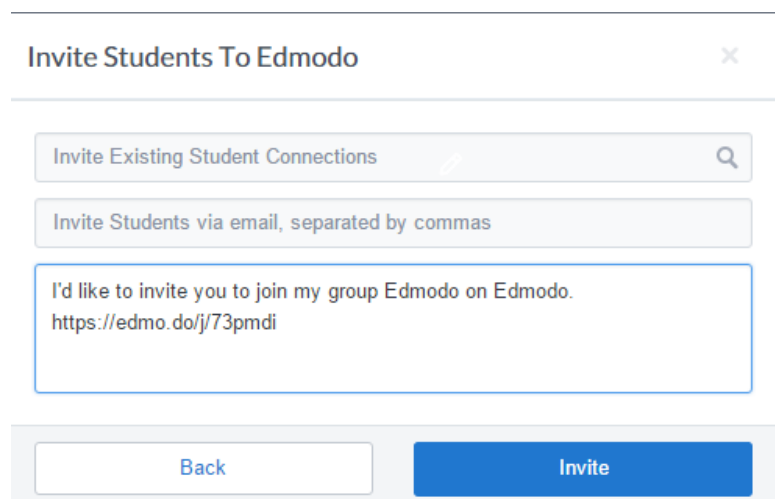 Invite Students To Edmodo
Invite Existing Student Connections
Invite Students via email, separated by commas
I'd like to invite you to join my group Edmodo on Edmodo.
https://edmo.do/j/73pmdi
Back
Invite